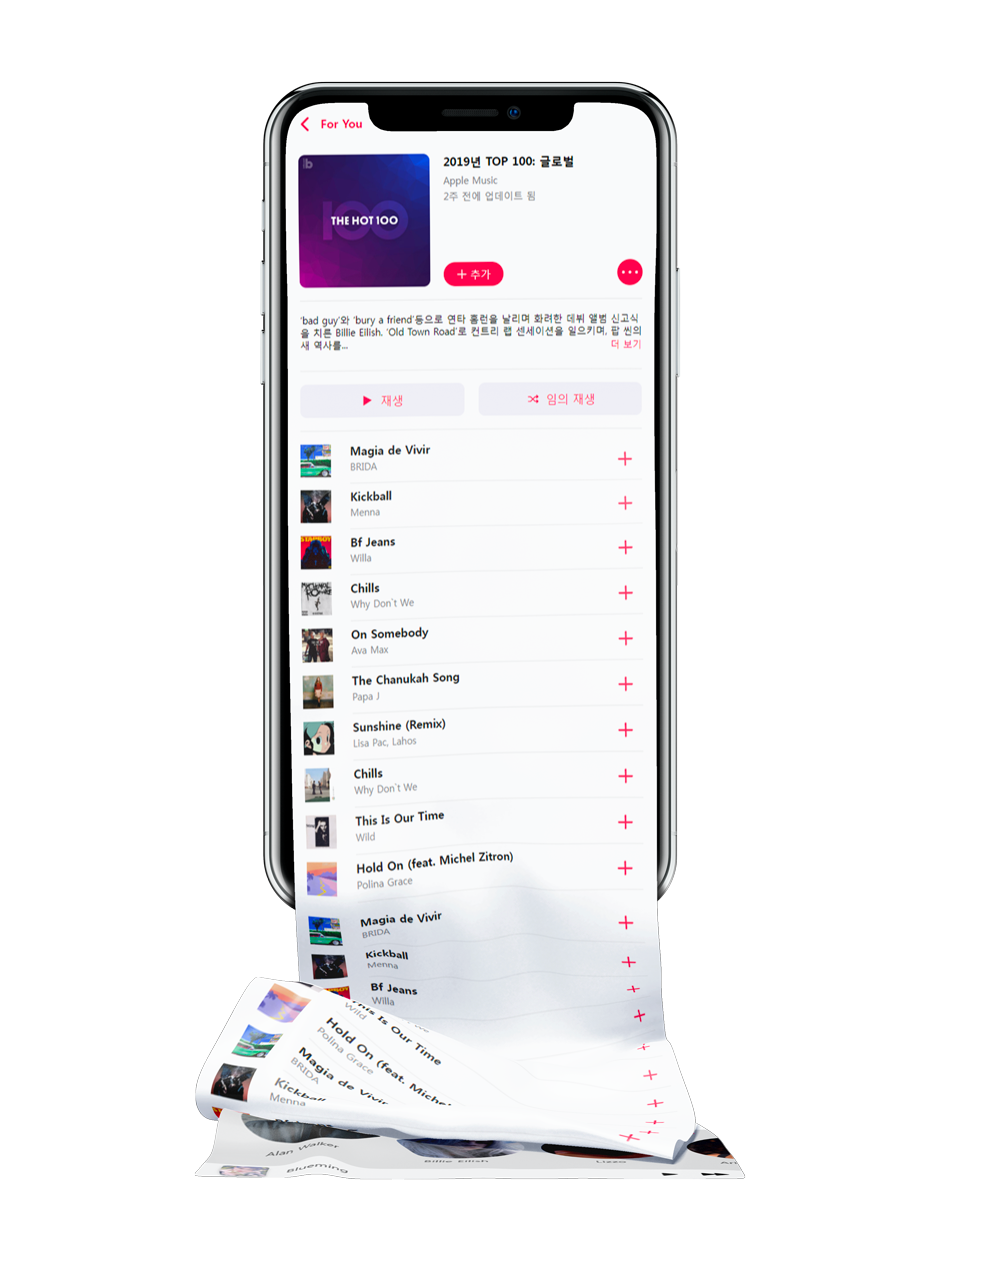 For You
b
THE HOT 100
2019년 TOP 100: 글로벌
Apple Music
2주 전에 업데이트 됨
+ 추가
'bad guy'와 'bury a friend'등으로 연타 홈런을 날리며 화려한 데뷔 앨범 신고식
을 치른 Billie Eilish. 'Old Town Road'로 컨트리 랩 센세이션을 일으키며, 팝 씬의
새 역사를...
더 보기
재생
임의 재생
Magia de Vivir
BRIDA
Kickball
Menna
STARBOY
Bf Jeans
Willa
Chills
Why Don`t We
On Somebody
Ava Max
The Chanukah Song
Papa J
Sunshine (Remix)
Lisa Pac, Lahos
Chills
Why Don`t We
This Is Our Time
Wild
Hold On (feat. Michel Zitron)
Polina Grace
Magia de Vivir
BRIDA
Kickball
Menna
Bf Jeans
Willa
This Is Our Time
Wild
Hold On (feat. Miche
Polina Grace
Magia de Vivir
BRIDA
Kickball
Menna
Bf Jeans
Alan Walker
Billie Eilish
Lizzo
Blueming